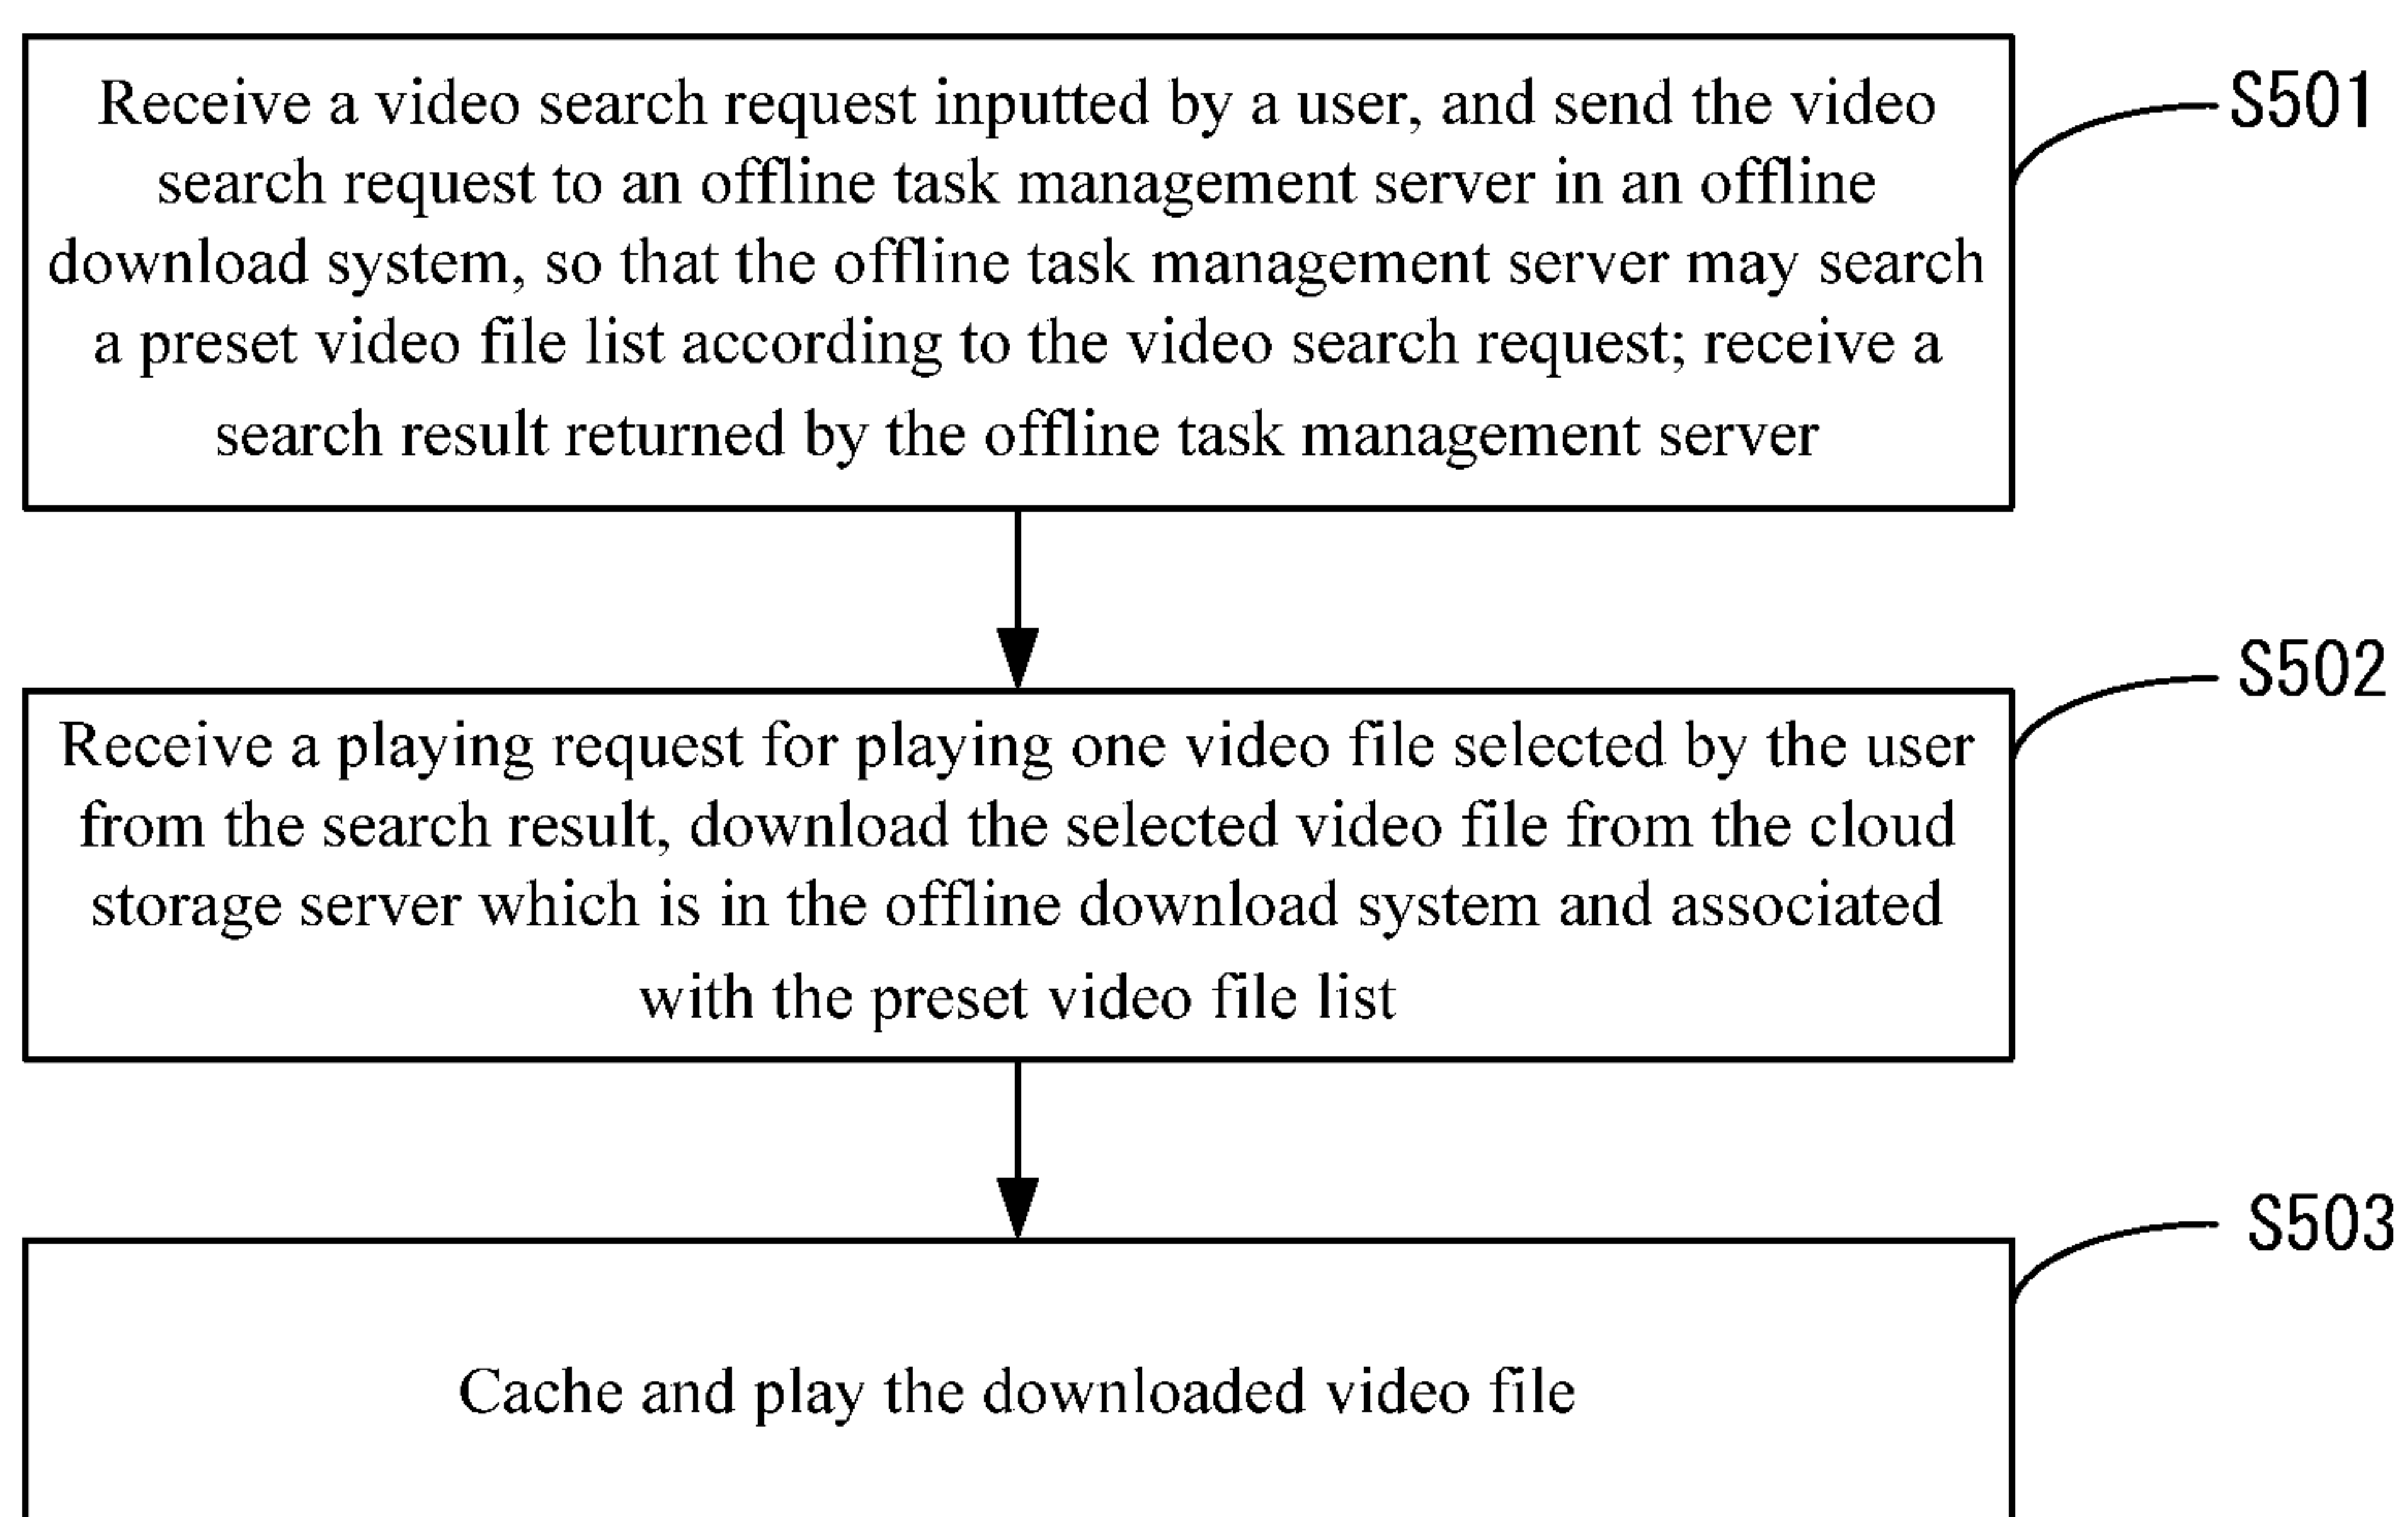 Receive a video search request inputted by a user, and send the video
search request to an offline task management server in an offline
download system, so that the offline task management server may search
a preset video file list according to the video search request; receive a
search result returned by the offline task management server
S501
Receive a playing request for playing one video file selected by the user
from the search result, download the selected video file from the cloud
storage server which is in the offline download system and associated
with the preset video file list
S502
Cache and play the downloaded video file
S503